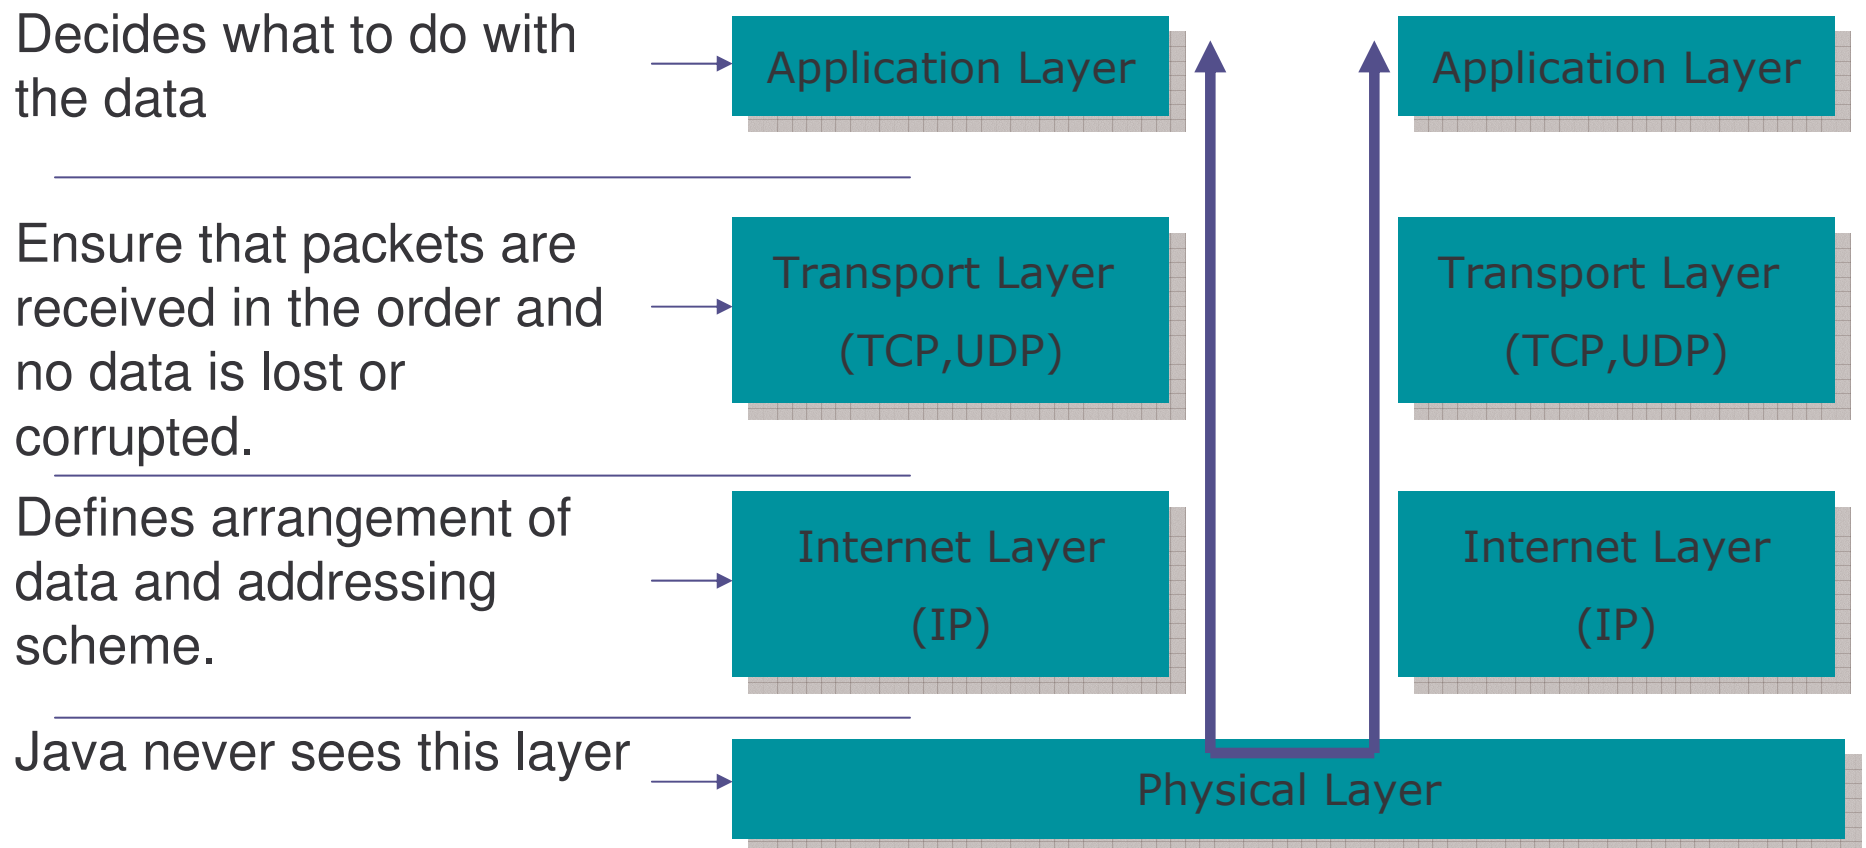 Decides what to do with
the data
Application Layer
Application Layer
Ensure that packets are
received in the order and
no data is lost or
corrupted.
Transport Layer
(TCP,UDP)
Transport Layer
(TCP,UDP)
Defines arrangement of
data and addressing
scheme.
Internet Layer
(IP)
Internet Layer
(IP)
Java never sees this layer
Physical Layer